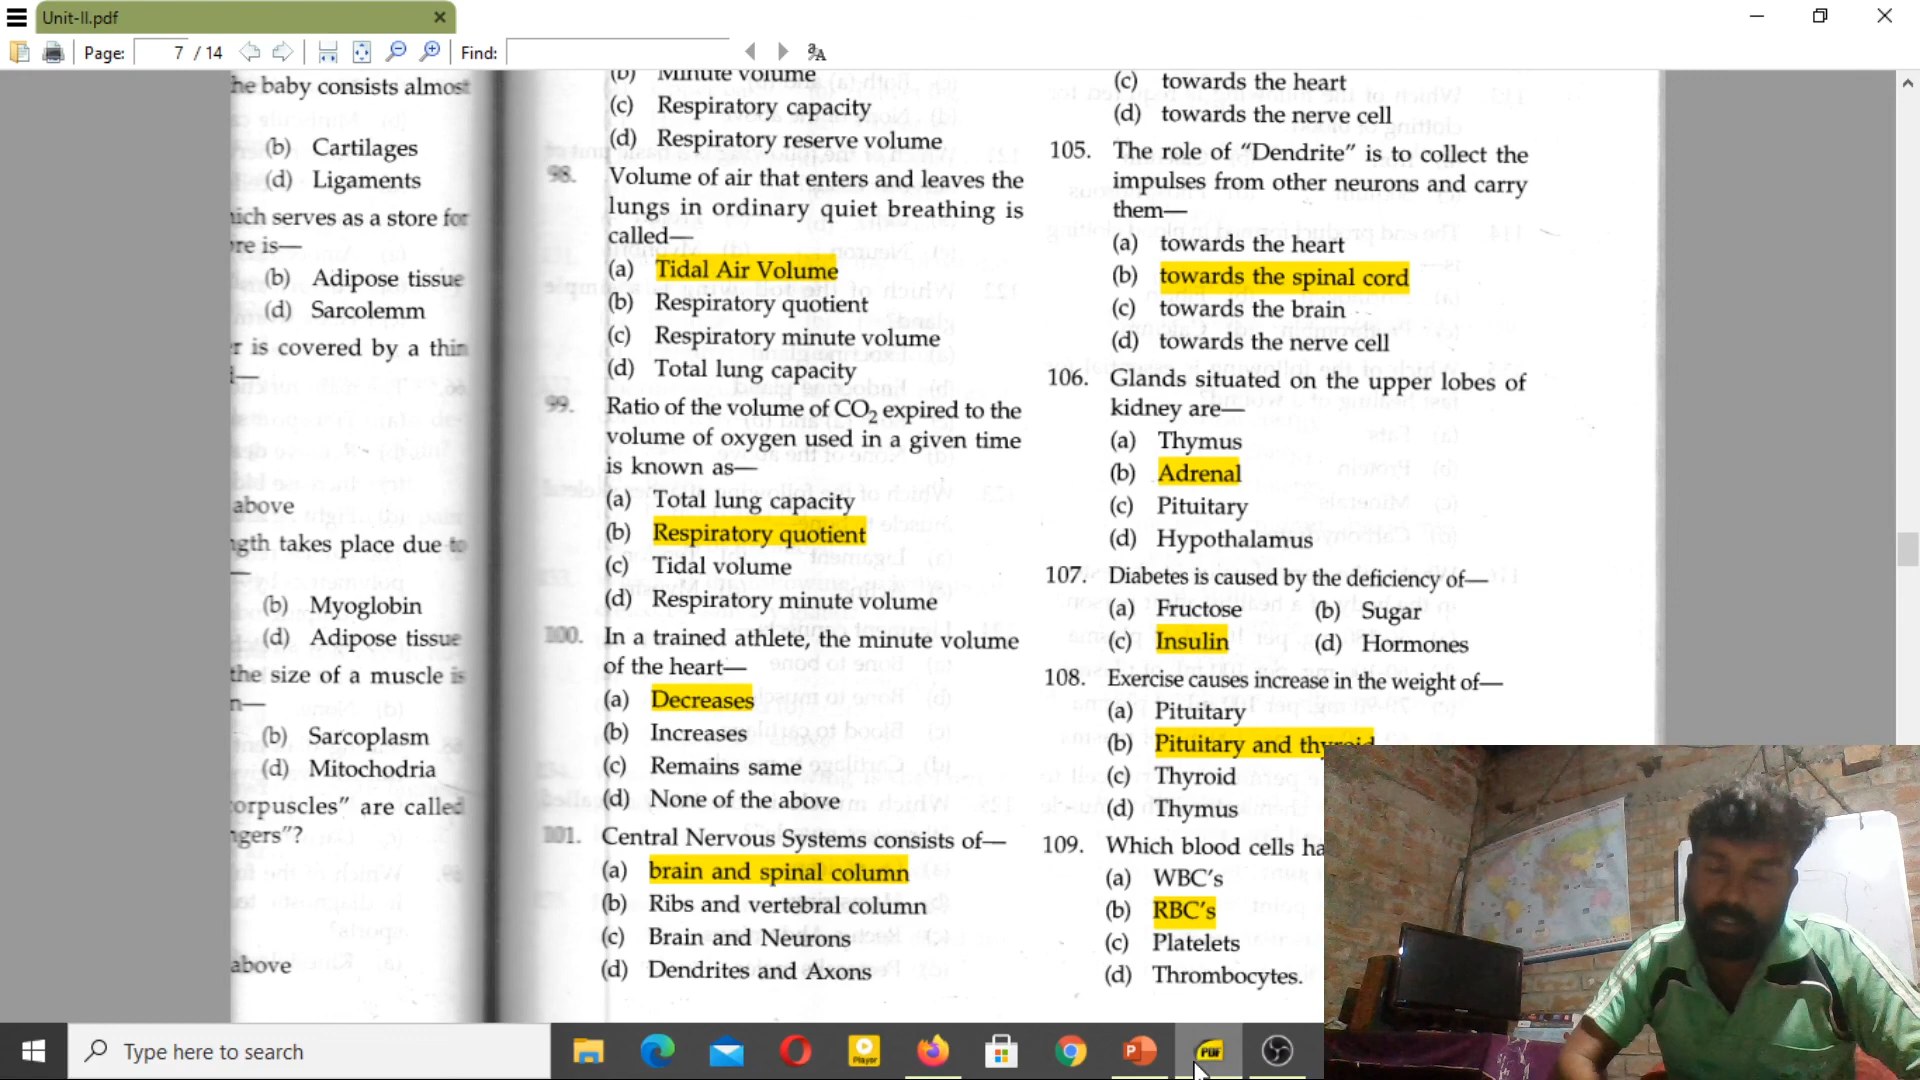 Unit-II.pdf
Page: 7 / 14 Find:
he baby consists almost
(b) Cartilages
(d) Ligaments
hich serves as a store for
re is—
(b) Adipose tissue
(d) Sarcolemm
r is covered by a thin
above
ngth takes place due to
(b) Myoglobin
(d) Adipose tissue
the size of a muscle is
n—
(b) Sarcoplasm
(d) Mitochodria
corpuscles” are called
ngers”?
above
(b) Minute volume
(c) Respiratory capacity
(d) Respiratory reserve volume
98. Volume of air that enters and leaves the
lungs in ordinary quiet breathing is
called—
(a) Tidal Air Volume
(b) Respiratory quotient
(c) Respiratory minute volume
(d) Total lung capacity
99. Ratio of the volume of CO2 expired to the
volume of oxygen used in a given time
is known as—
(a) Total lung capacity
(b) Respiratory quotient
(c) Tidal volume
(d) Respiratory minute volume
100. In a trained athlete, the minute volume
of the heart—
(a) Decreases
(b) Increases
(c) Remains same
(d) None of the above
101. Central Nervous Systems consists of—
(a) brain and spinal column
(b) Ribs and vertebral column
(c) Brain and Neurons
(d) Dendrites and Axons
(c) towards the heart
(d) towards the nerve cell
105. The role of “Dendrite” is to collect the
impulses from other neurons and carry
them—
(a) towards the heart
(b) towards the spinal cord
(c) towards the brain
(d) towards the nerve cell
106. Glands situated on the upper lobes of
kidney are—
(a) Thymus
(b) Adrenal
(c) Pituitary
(d) Hypothalamus
107. Diabetes is caused by the deficiency of—
(a) Fructose (b) Sugar
(c) Insulin (d) Hormones
108. Exercise causes increase in the weight of—
(a) Pituitary
(b) Pituitary and thyroid
(c) Thyroid
(d) Thymus
109. Which blood cells ha
(a) WBC’s
(b) RBC’s
(c) Platelets
(d) Thrombocytes.
Type here to search
Player
PDF